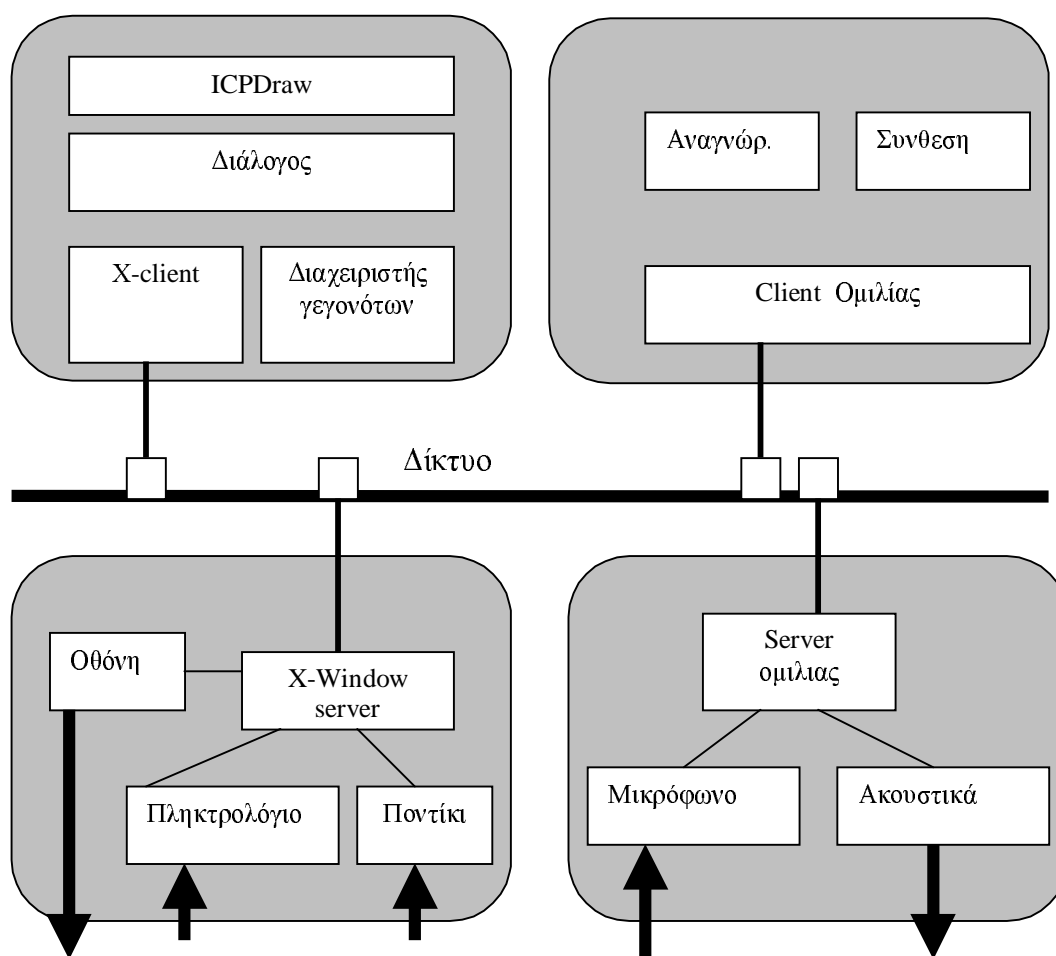 ICPDraw
Διάλογος
X-client
Διαχειριστής
γεγονότων
Αναγνώρ.
Συνθεση
Client Ομιλίας
Δίκτυο
Οθόνη
X-Window
server
Πληκτρολόγιο
Ποντίκι
Server
ομιλιας
Μικρόφωνο
Ακουστικά